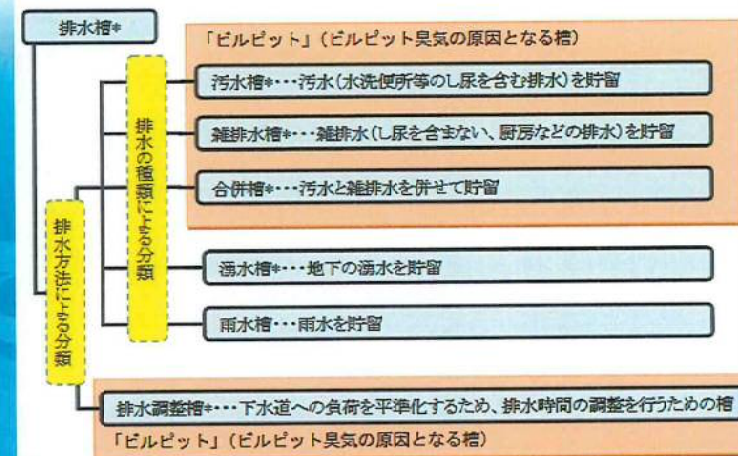 排水槽*
「ビルピット」(ビルピット臭気の原因となる槽)
汚水槽*・・・汚水(水洗便所等のし尿を含む排水)を貯留
雑排水槽*・・・雑排水(し尿を含まない、厨房などの排水)を貯留
合併槽*・・・汚水と雑排水を併せて貯留
排水の種類による分類
排水方法による分類
湧水槽*・・・地下の湧水を貯留
雨水槽・・・雨水を貯留
排水調整槽*・・・下水道への負荷を平準化するため、排水時間の調整を行うための槽
「ビルピット」(ビルピット臭気の原因となる槽)